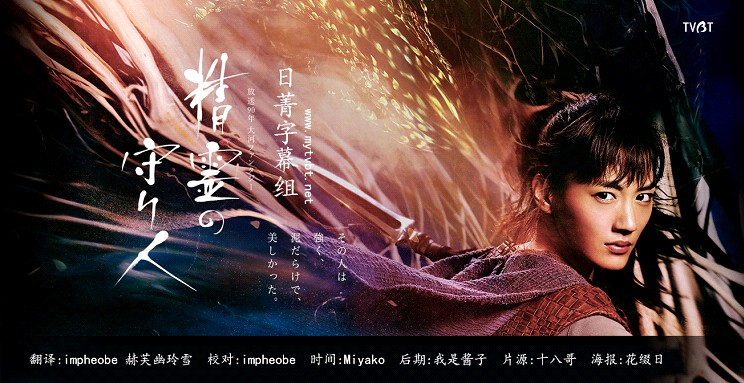 TVBT
日菁字幕组
www.mytvbt.net
放送90年 大河ファンタジー
精霊の
守り人
その人は
強く、
泥だらけで、
美しかった。
翻译:impheobe 赫芙幽玲雪 校对:impheobe 时间:Miyako 后期:我是酱子 片源:十八哥 海报:花缀日